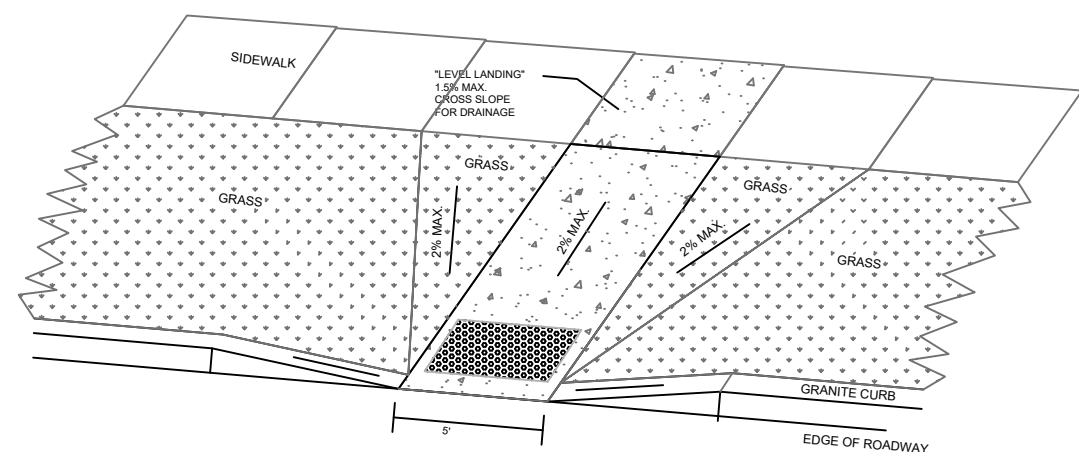 SIDEWALK
"LEVEL LANDING"
1.5% MAX.
CROSS SLOPE
FOR DRAINAGE
GRASS
GRASS
GRASS
GRASS
2% MAX.
2% MAX.
2% MAX.
GRANITE CURB
5'
EDGE OF ROADWAY